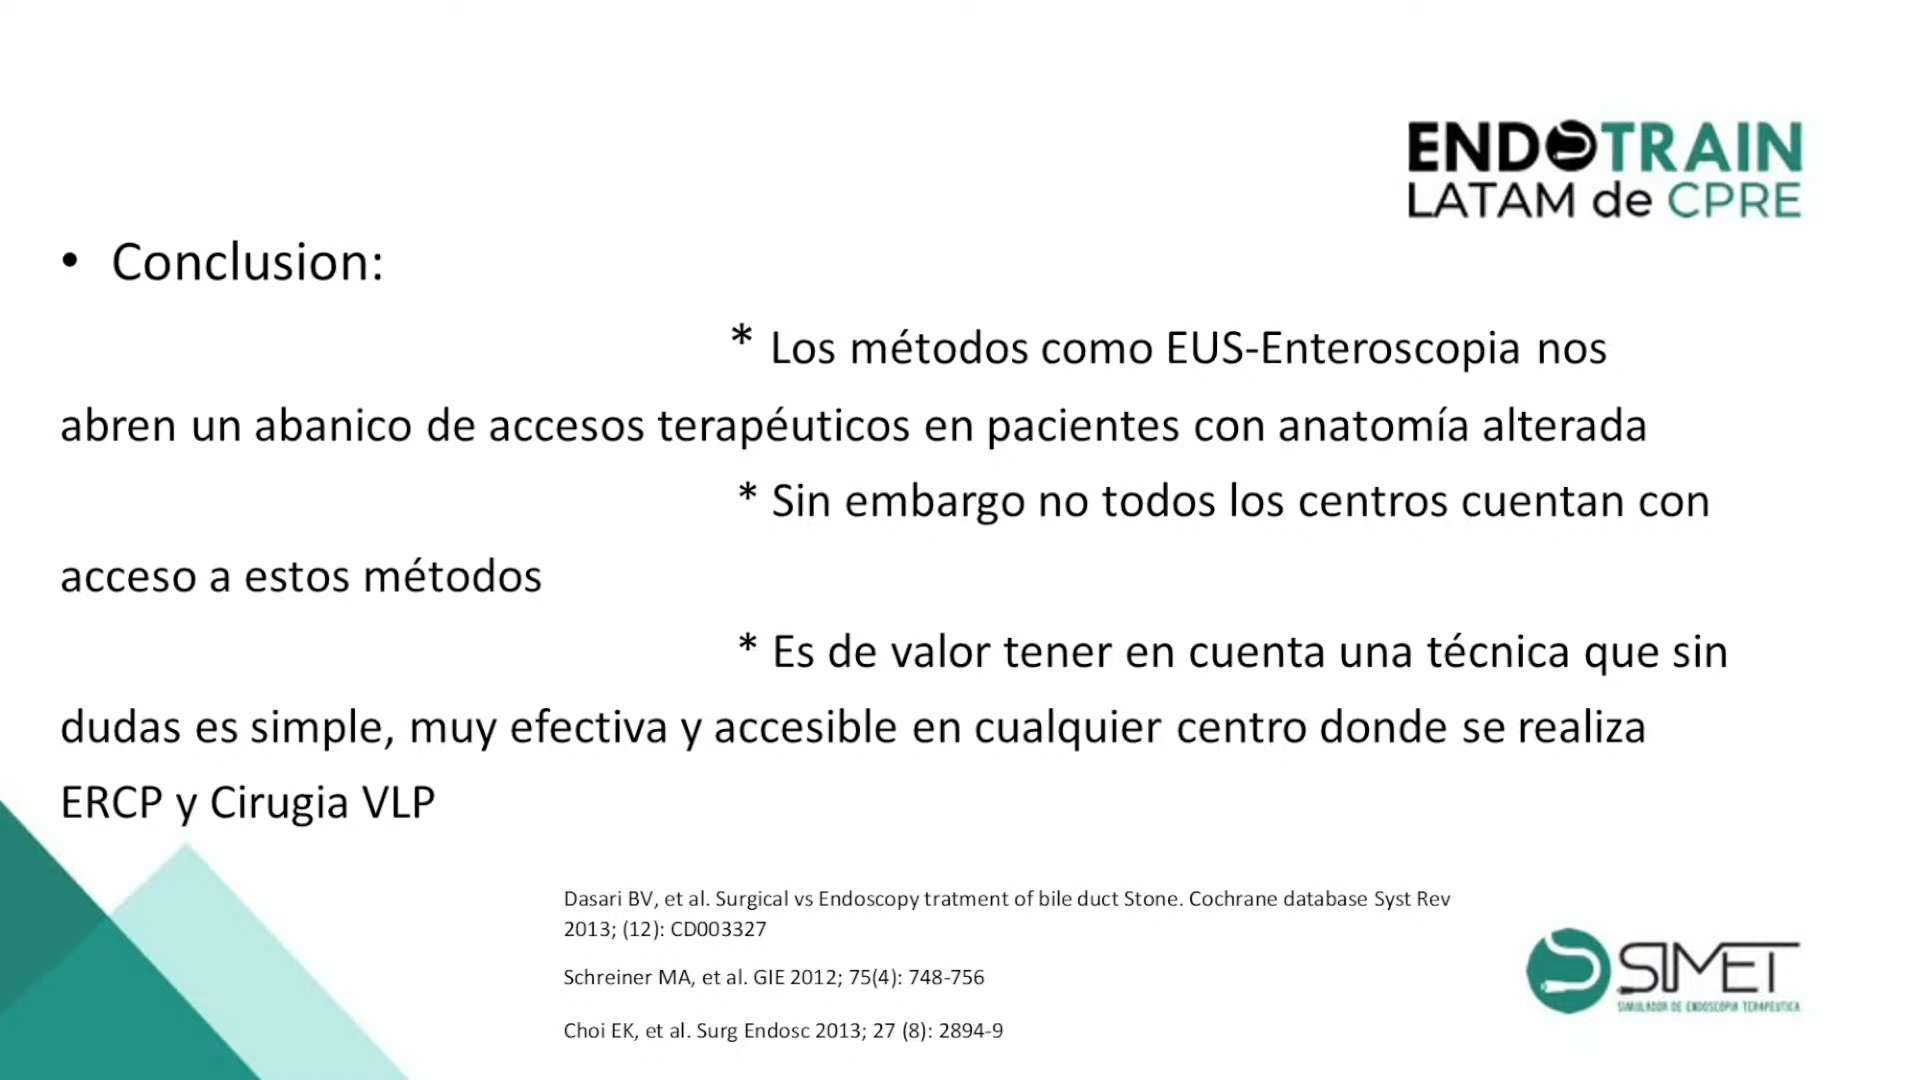 ENDOTRAIN
LATAM de CPRE
• Conclusion:
* Los métodos como EUS-Enteroscopia nos
abren un abanico de accesos terapéuticos en pacientes con anatomía alterada
* Sin embargo no todos los centros cuentan con
acceso a estos métodos
* Es de valor tener en cuenta una técnica que sin
dudas es simple, muy efectiva y accesible en cualquier centro donde se realiza
ERCP y Cirugia VLP
Dasari BV, et al. Surgical vs Endoscopy tratment of bile duct Stone. Cochrane database Syst Rev
2013; (12): CD003327
Schreiner MA, et al. GIE 2012; 75(4): 748-756
Choi EK, et al. Surg Endosc 2013; 27 (8): 2894-9
SIMET
SIMULADOR DE ENDOSCOPIA TERAPEUTICA